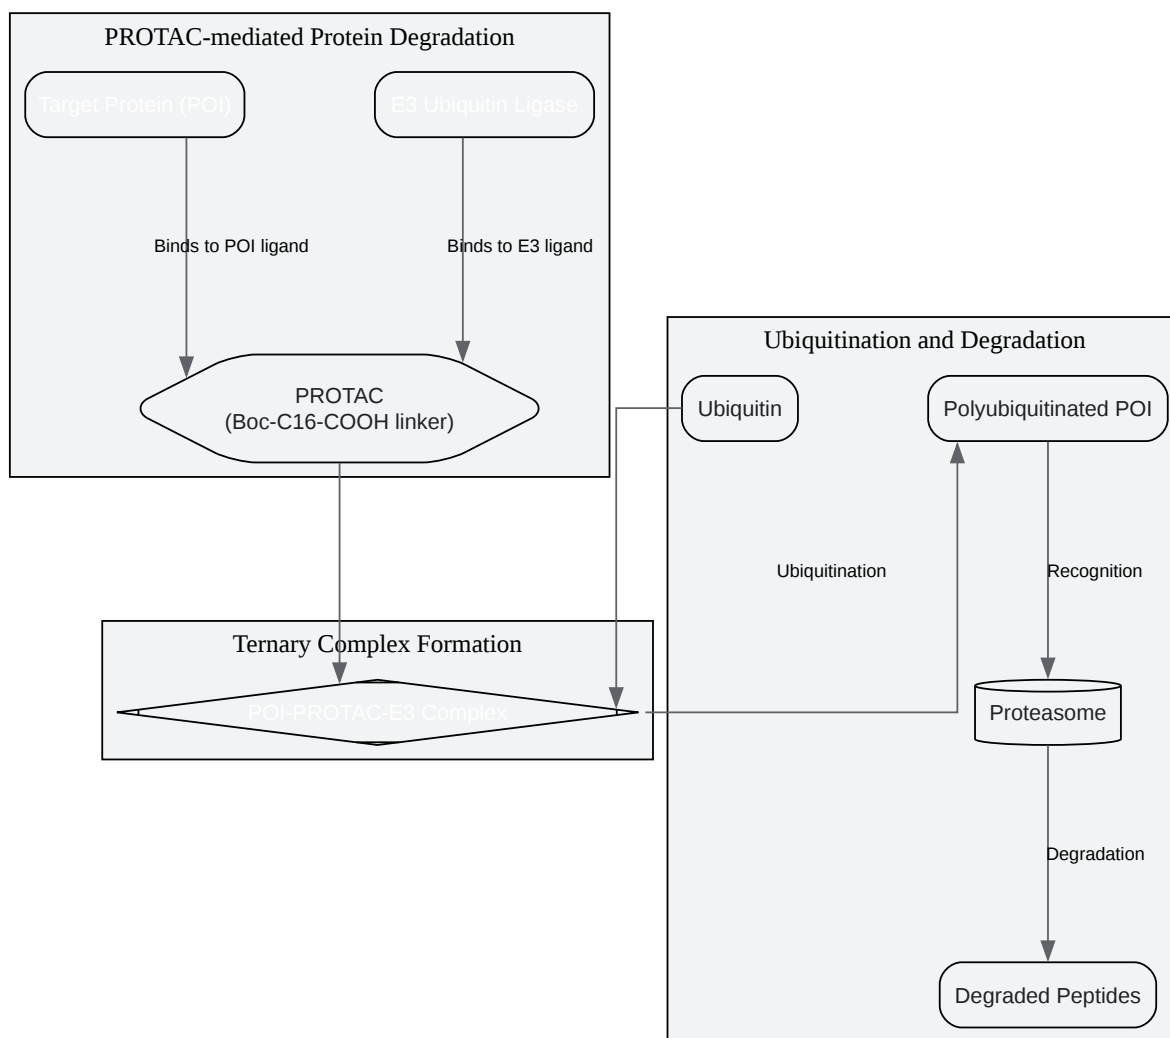 PROTAC-mediated Protein Degradation
Target Protein (POI)
E3 Ubiquitin Ligase
Binds to POI ligand
Binds to E3 ligand
PROTAC
(Boc-C16-COOH linker)
Ubiquitination and Degradation
Ubiquitin
Polyubiquitinated POI
Ubiquitination
Recognition
Ternary Complex Formation
POI-PROTAC-E3 Complex
Proteasome
Degradation
Degraded Peptides